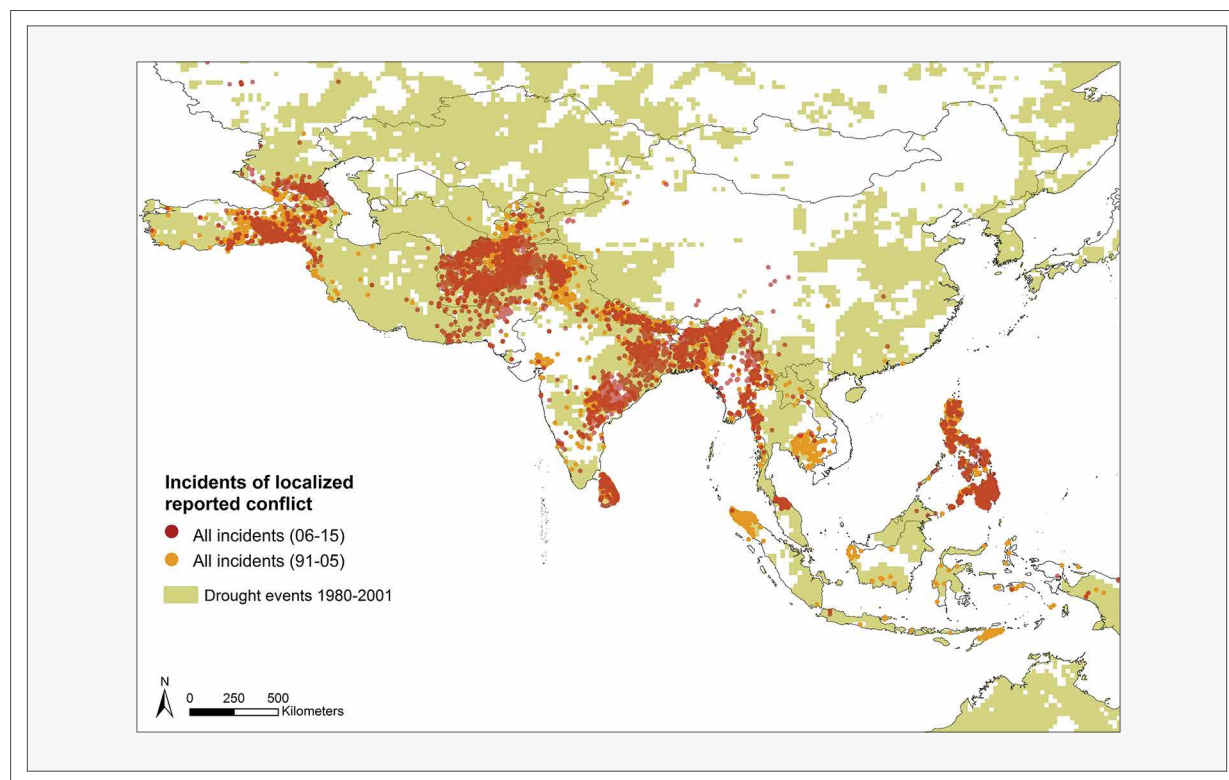 Incidents of localized
reported conflict
All incidents (06-15)
All incidents (91-05)
Drought events 1980-2001
N
0 250 500
Kilometers